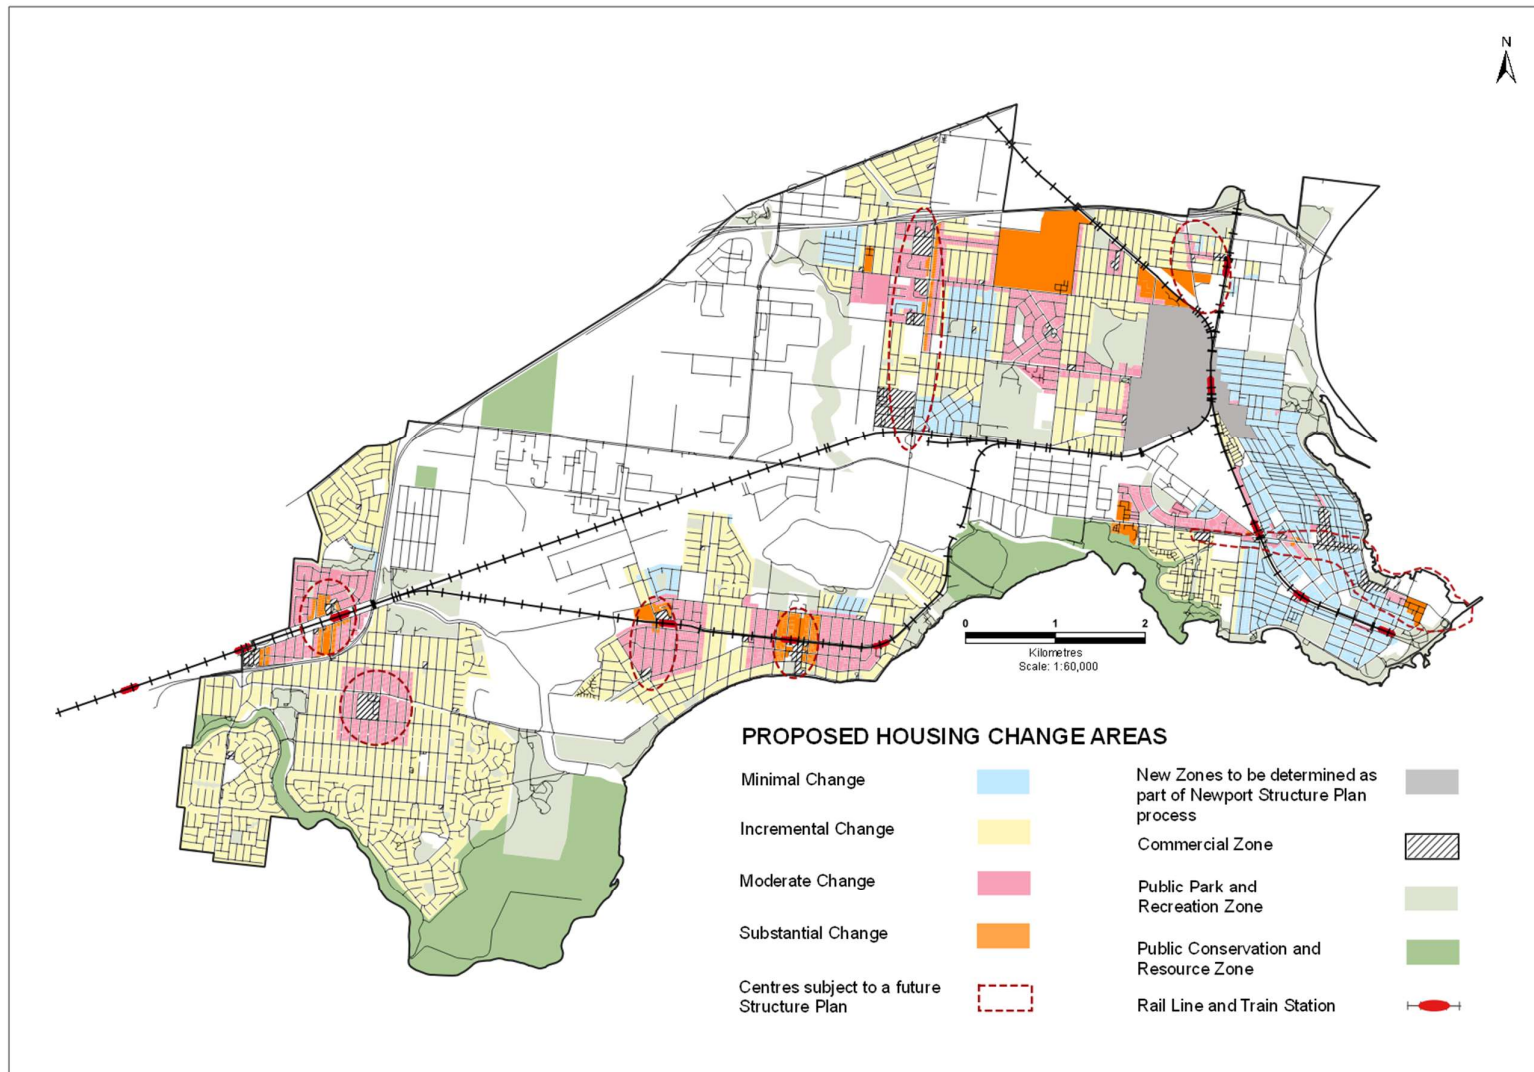 N
0 1 2
Kilometres
Scale: 1:60,000
PROPOSED HOUSING CHANGE AREAS
Minimal Change
Incremental Change
Moderate Change
Substantial Change
Centres subject to a future
Structure Plan
New Zones to be determined as
part of Newport Structure Plan
process
Commercial Zone
Public Park and
Recreation Zone
Public Conservation and
Resource Zone
Rail Line and Train Station